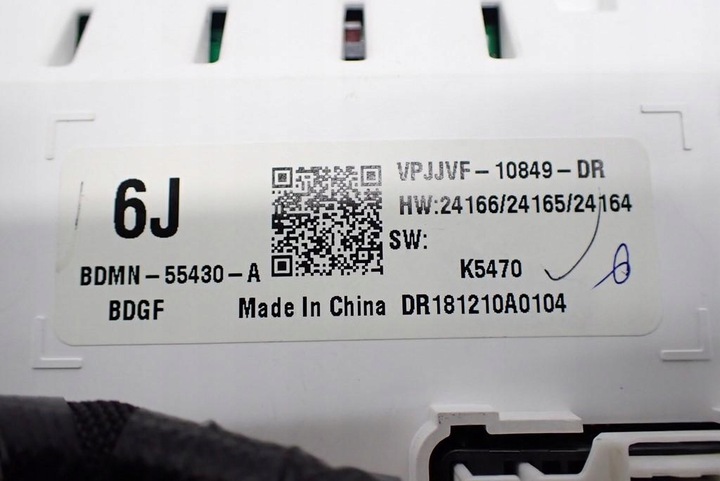 6J
BDMN-55430-A
BDGF
VPJJVF-10849-DR
HW:24166/24165/24164
SW:
K5470
Made In China DR181210A0104